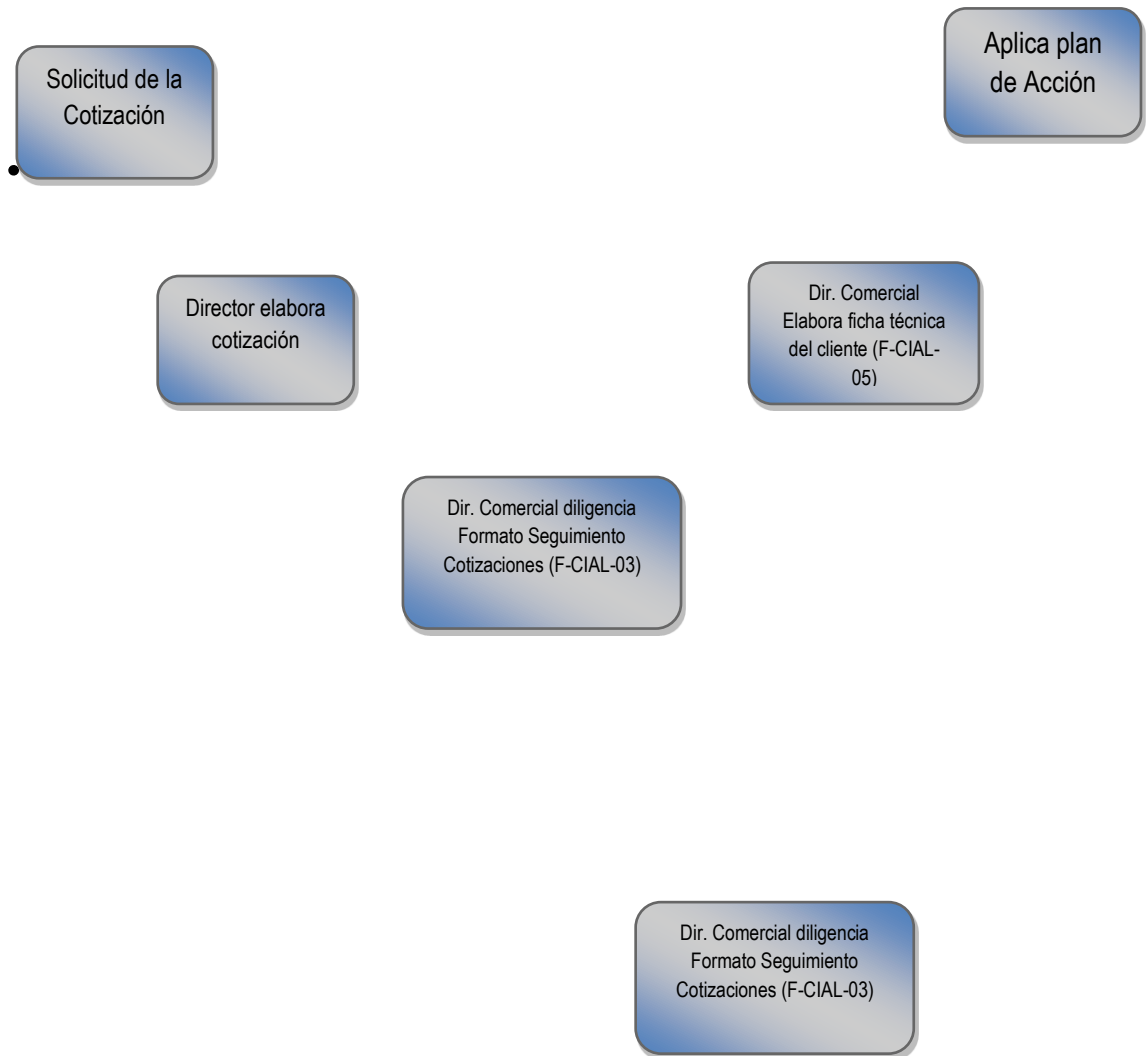 Solicitud de la
Cotización
Aplica plan
de Acción
Director elabora
cotización
Dir. Comercial
Elabora ficha técnica
del cliente (F-CIAL-
05)
Dir. Comercial diligencia
Formato Seguimiento
Cotizaciones (F-CIAL-03)
Dir. Comercial diligencia
Formato Seguimiento
Cotizaciones (F-CIAL-03)